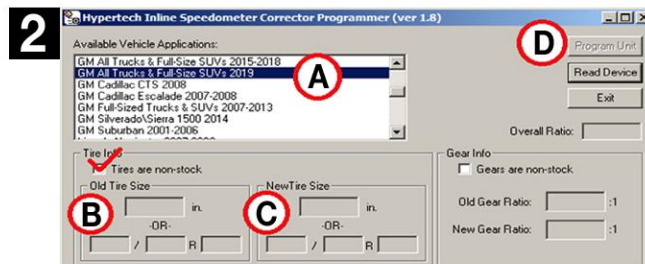 2
Hypertech Inline Speedometer Corrector Programmer (ver 1.8)
Available Vehicle Applications:
GM All Trucks & Full-Size SUVs 2015-2018
GM All Trucks & Full-Size SUVs 2019
GM Cadillac CTS 2008
GM Cadillac Escalade 2007-2008
GM Full-Sized Trucks & SUVs 2007-2013
GM Silverado\Sierra 1500 2014
GM Suburban 2001-2006
A
D
Program Unit
Read Device
Exit
Overall Ratio:
Tire Info
Tires are non-stock
Old Tire Size
B
in.
-OR-
/ R
NewTire Size
C
in.
-OR-
/ R
Gear Info
Gears are non-stock
Old Gear Ratio: :1
New Gear Ratio: :1